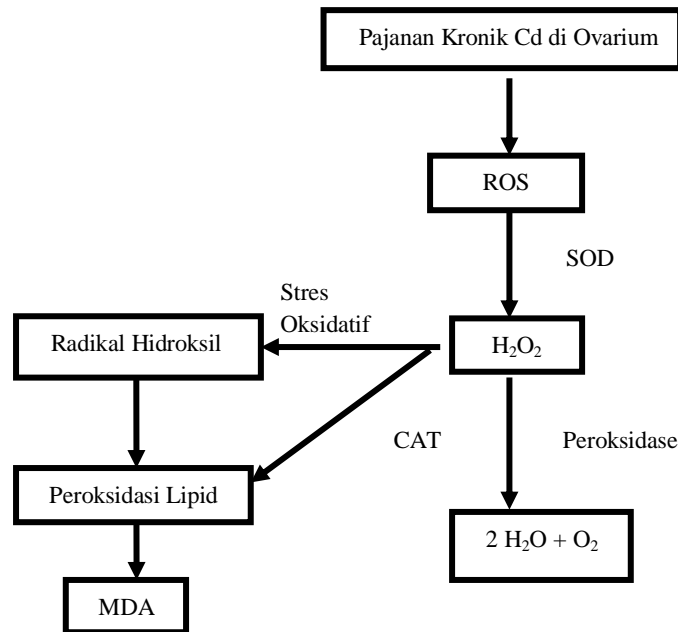 Pajanan Kronik Cd di Ovarium
ROS
SOD
Stres
Oksidatif
Radikal Hidroksil
H₂O₂
CAT
Peroksidase
Peroksidasi Lipid
2 H₂O + O₂
MDA